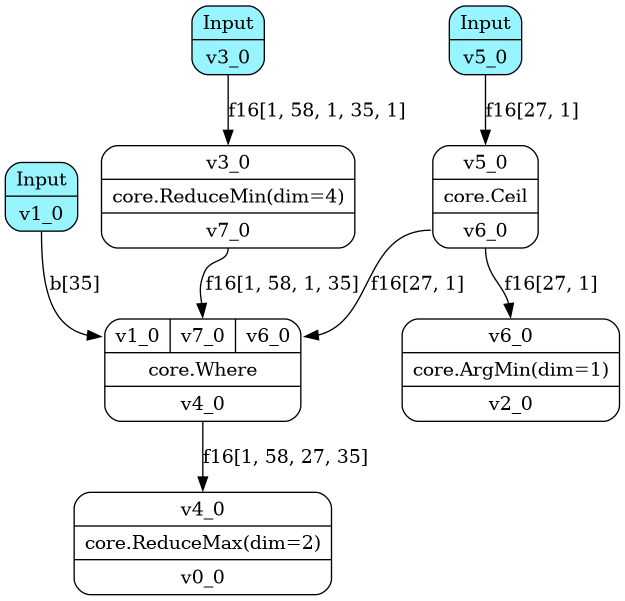 Input
v3_0
Input
v5_0
f16[1, 58, 1, 35, 1]
f16[27, 1]
v3_0
core.ReduceMin(dim=4)
v7_0
v5_0
core.Ceil
v6_0
Input
v1_0
b[35]
f16[1, 58, 1, 35]
f16[27, 1]
f16[27, 1]
v1_0 v7_0 v6_0
core.Where
v4_0
v6_0
core.ArgMin(dim=1)
v2_0
f16[1, 58, 27, 35]
v4_0
core.ReduceMax(dim=2)
v0_0